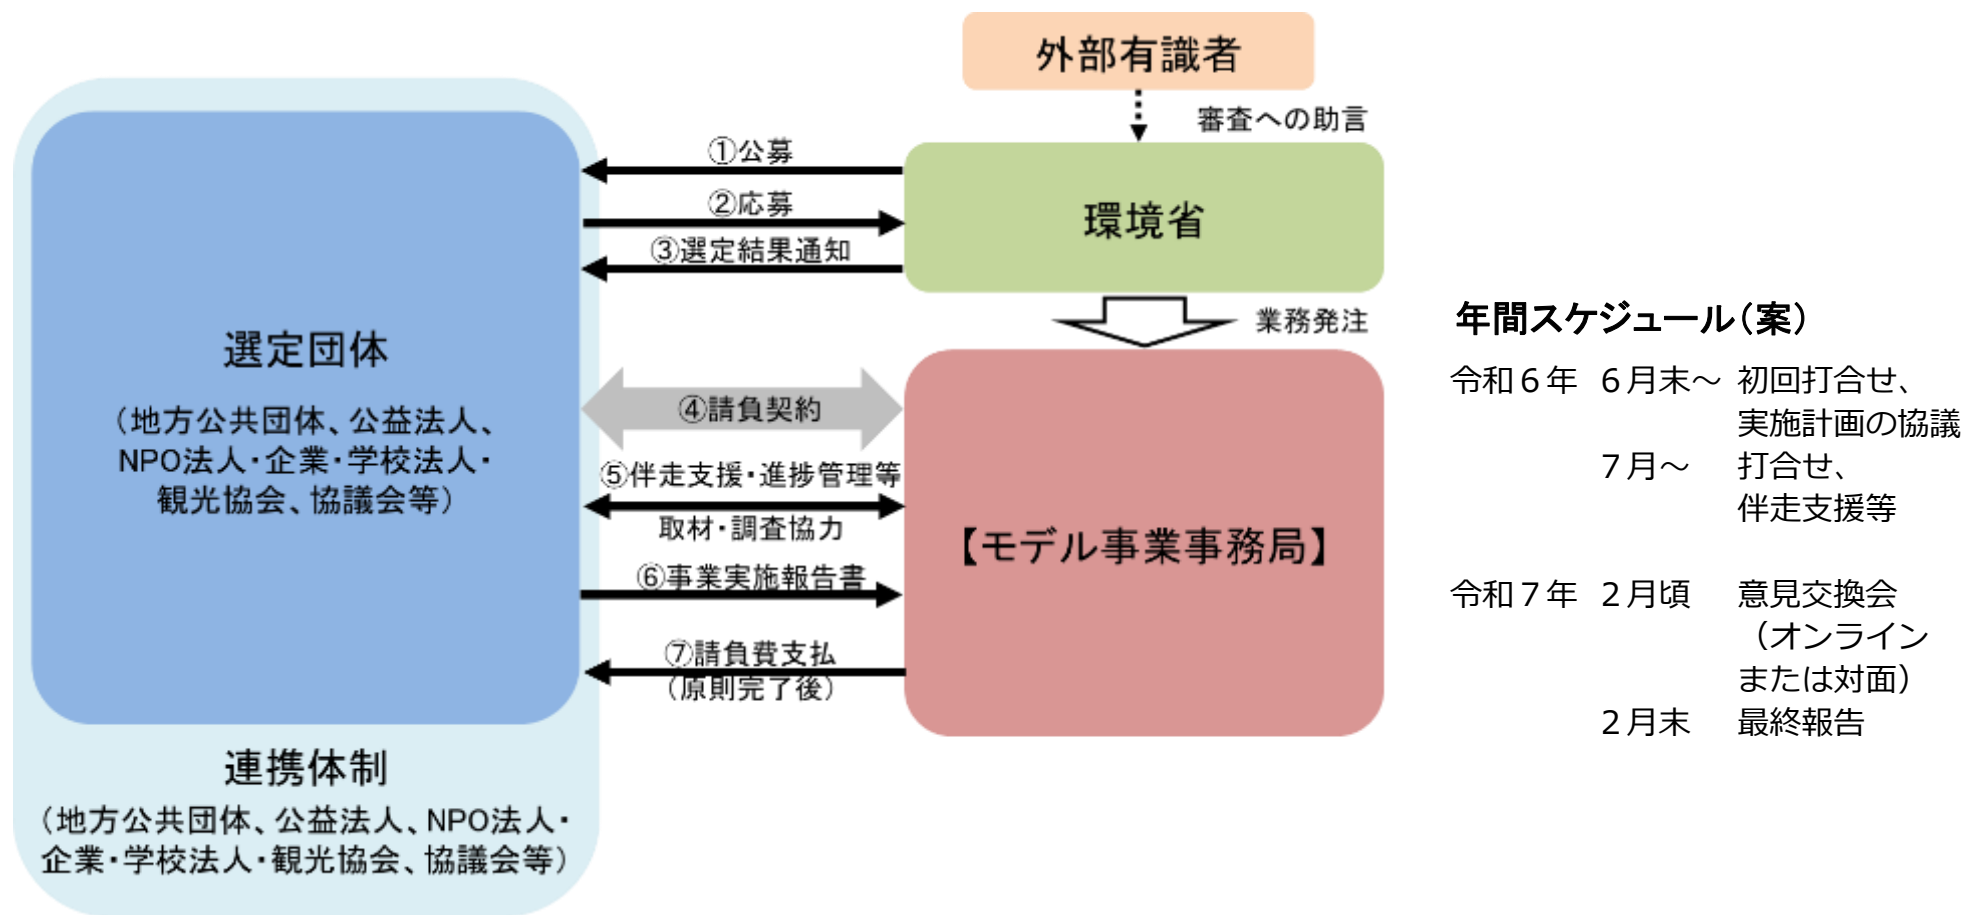 外部有識者
審査への助言
①公募
②応募
③選定結果通知
環境省
業務発注
選定団体
（地方公共団体、公益法人、
NPO法人・企業・学校法人・
観光協会、協議会等）
④請負契約
⑤伴走支援・進捗管理等
取材・調査協力
⑥事業実施報告書
⑦請負費支払
（原則完了後）
【モデル事業事務局】
連携体制
（地方公共団体、公益法人、NPO法人・
企業・学校法人・観光協会、協議会等）
年間スケジュール（案）
令和６年 ６月末～ 初回打合せ、
実施計画の協議
７月～ 打合せ、
伴走支援等
令和７年 ２月頃 意見交換会
（オンライン
または対面）
２月末 最終報告